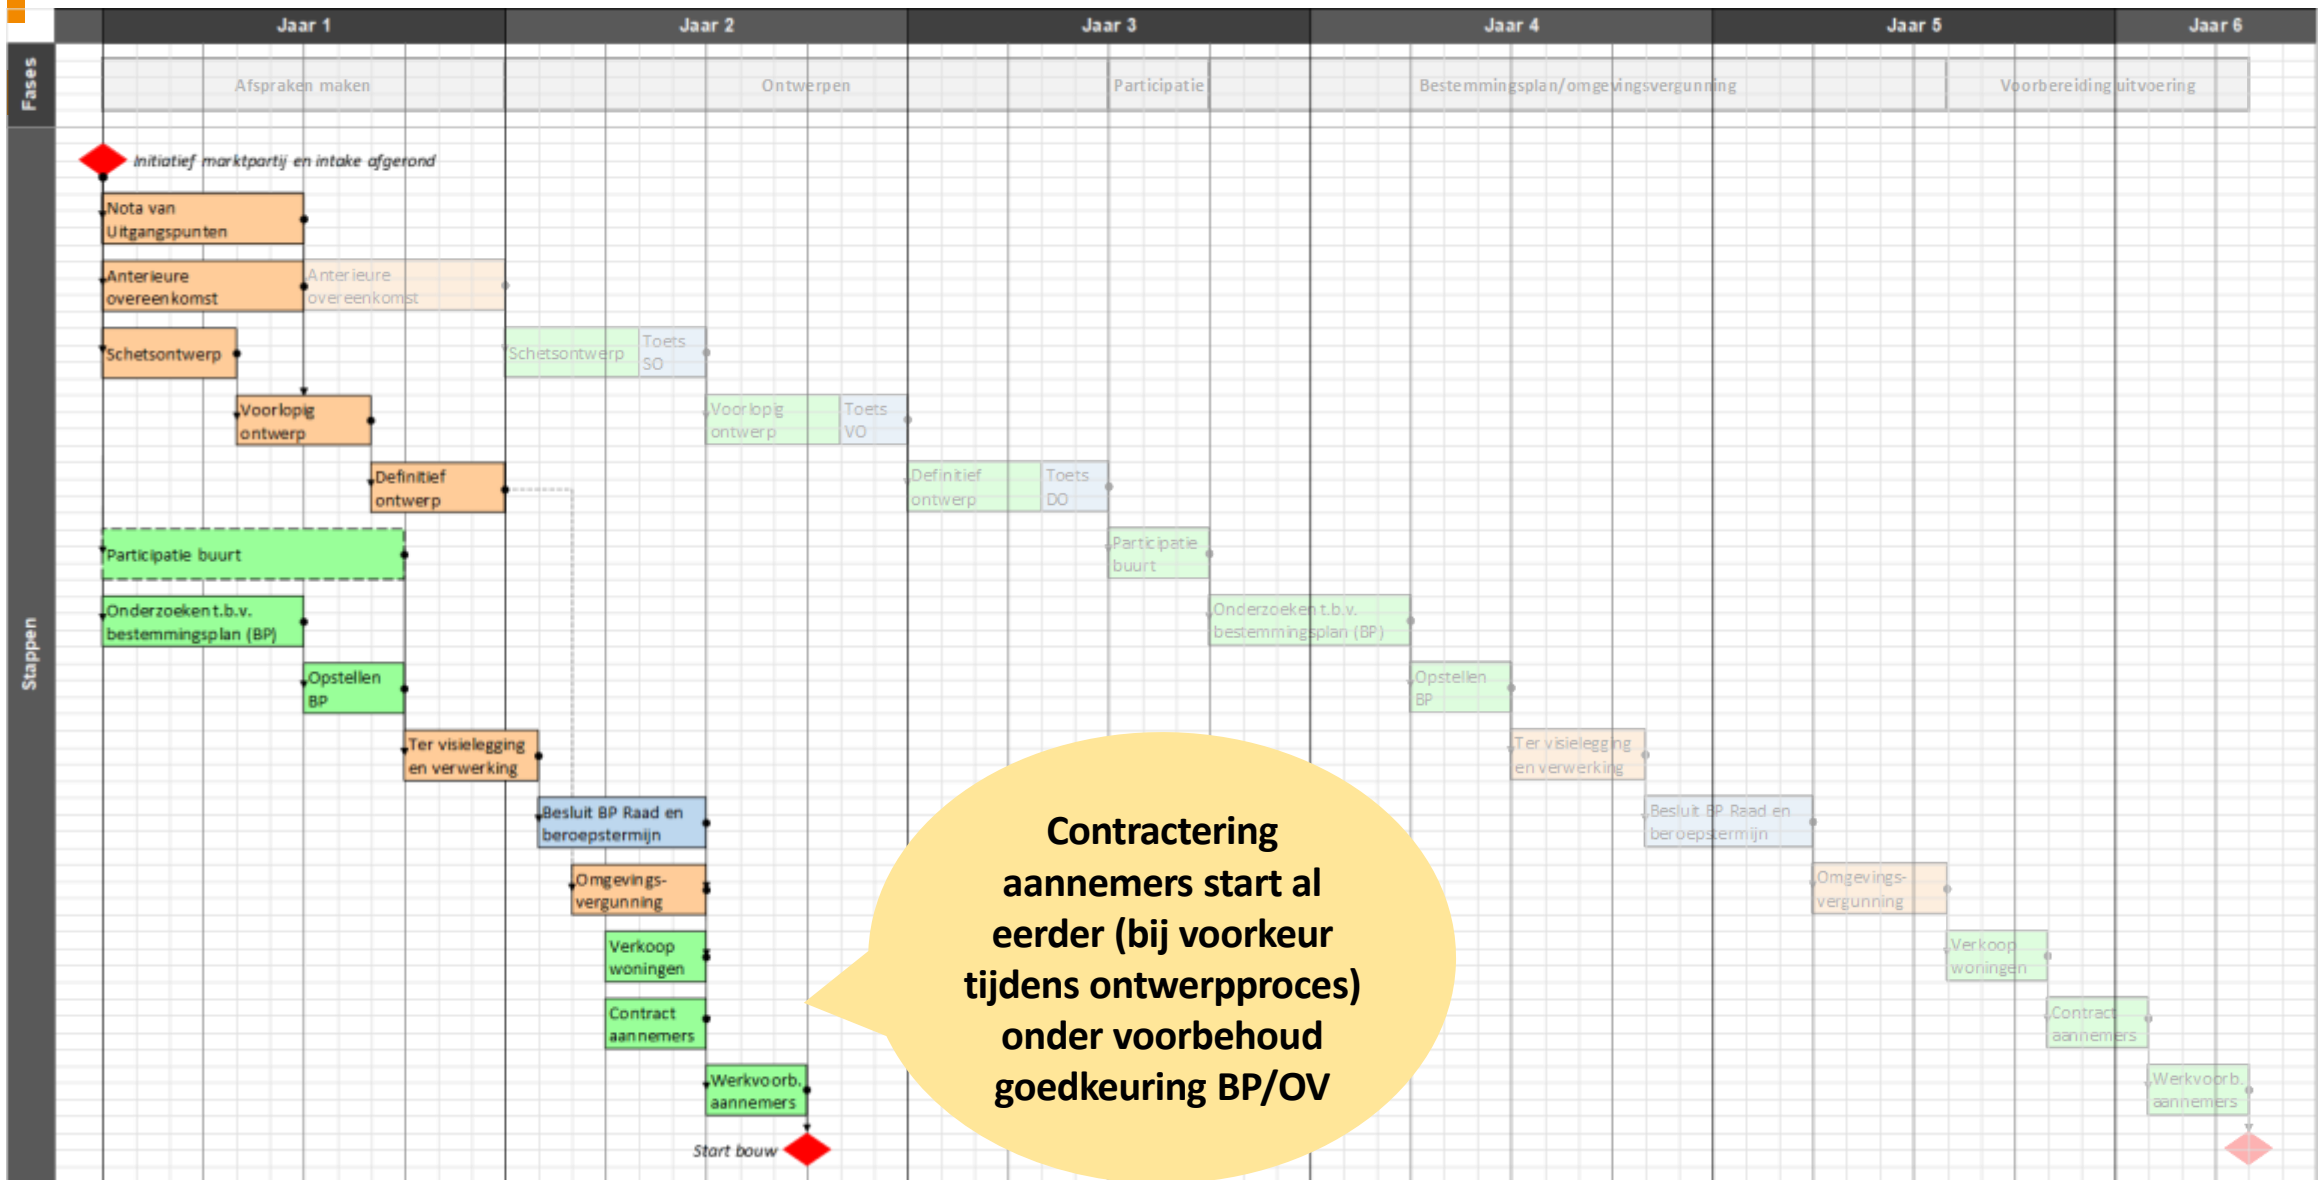 Jaar 1
Jaar 2
Jaar 3
Jaar 4
Jaar 5
Jaar 6
Fases
Afspraken maken
Ontwerpen
Participatie
Bestemmingsplan/omgevingsvergunning
Voorbereiding uitvoering
Stappen
Initiatief marktpartij en intake afgerond
Nota van
Uitgangspunten
Anterieure
overeenkomst
Anterieure
overeenkomst
Schetsontwerp
Schetsontwerp
Toets
SO
Voorlopig
ontwerp
Voorlopig
ontwerp
Toets
VO
Definitief
ontwerp
Definitief
ontwerp
Toets
DO
Participatie buurt
Participatie
buurt
Onderzoeken t.b.v.
bestemmingsplan (BP)
Onderzoeken t.b.v.
bestemmingsplan (BP)
Opstellen
BP
Opstellen
BP
Ter visielegging
en verwerking
Ter visielegging
en verwerking
Besluit BP Raad en
beroepstermijn
Besluit BP Raad en
beroepstermijn
Omgevings-
vergunning
Omgevings-
vergunning
Verkoop
woningen
Verkoop
woningen
Contract
aannemers
Contract
aannemers
Werkvoorb.
aannemers
Werkvoorb.
aannemers
Start bouw
Contractering
aannemers start al
eerder (bij voorkeur
tijdens ontwerpproces)
onder voorbehoud
goedkeuring BP/OV